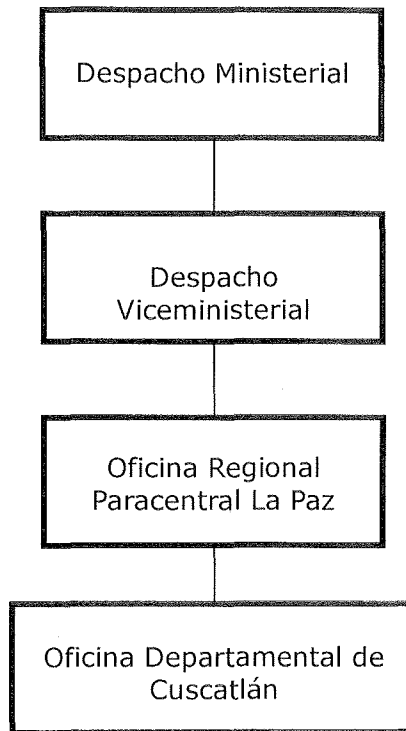 Despacho Ministerial
Despacho
Viceministerial
Oficina Regional
Paracentral La Paz
Oficina Departamental de
Cuscatlán